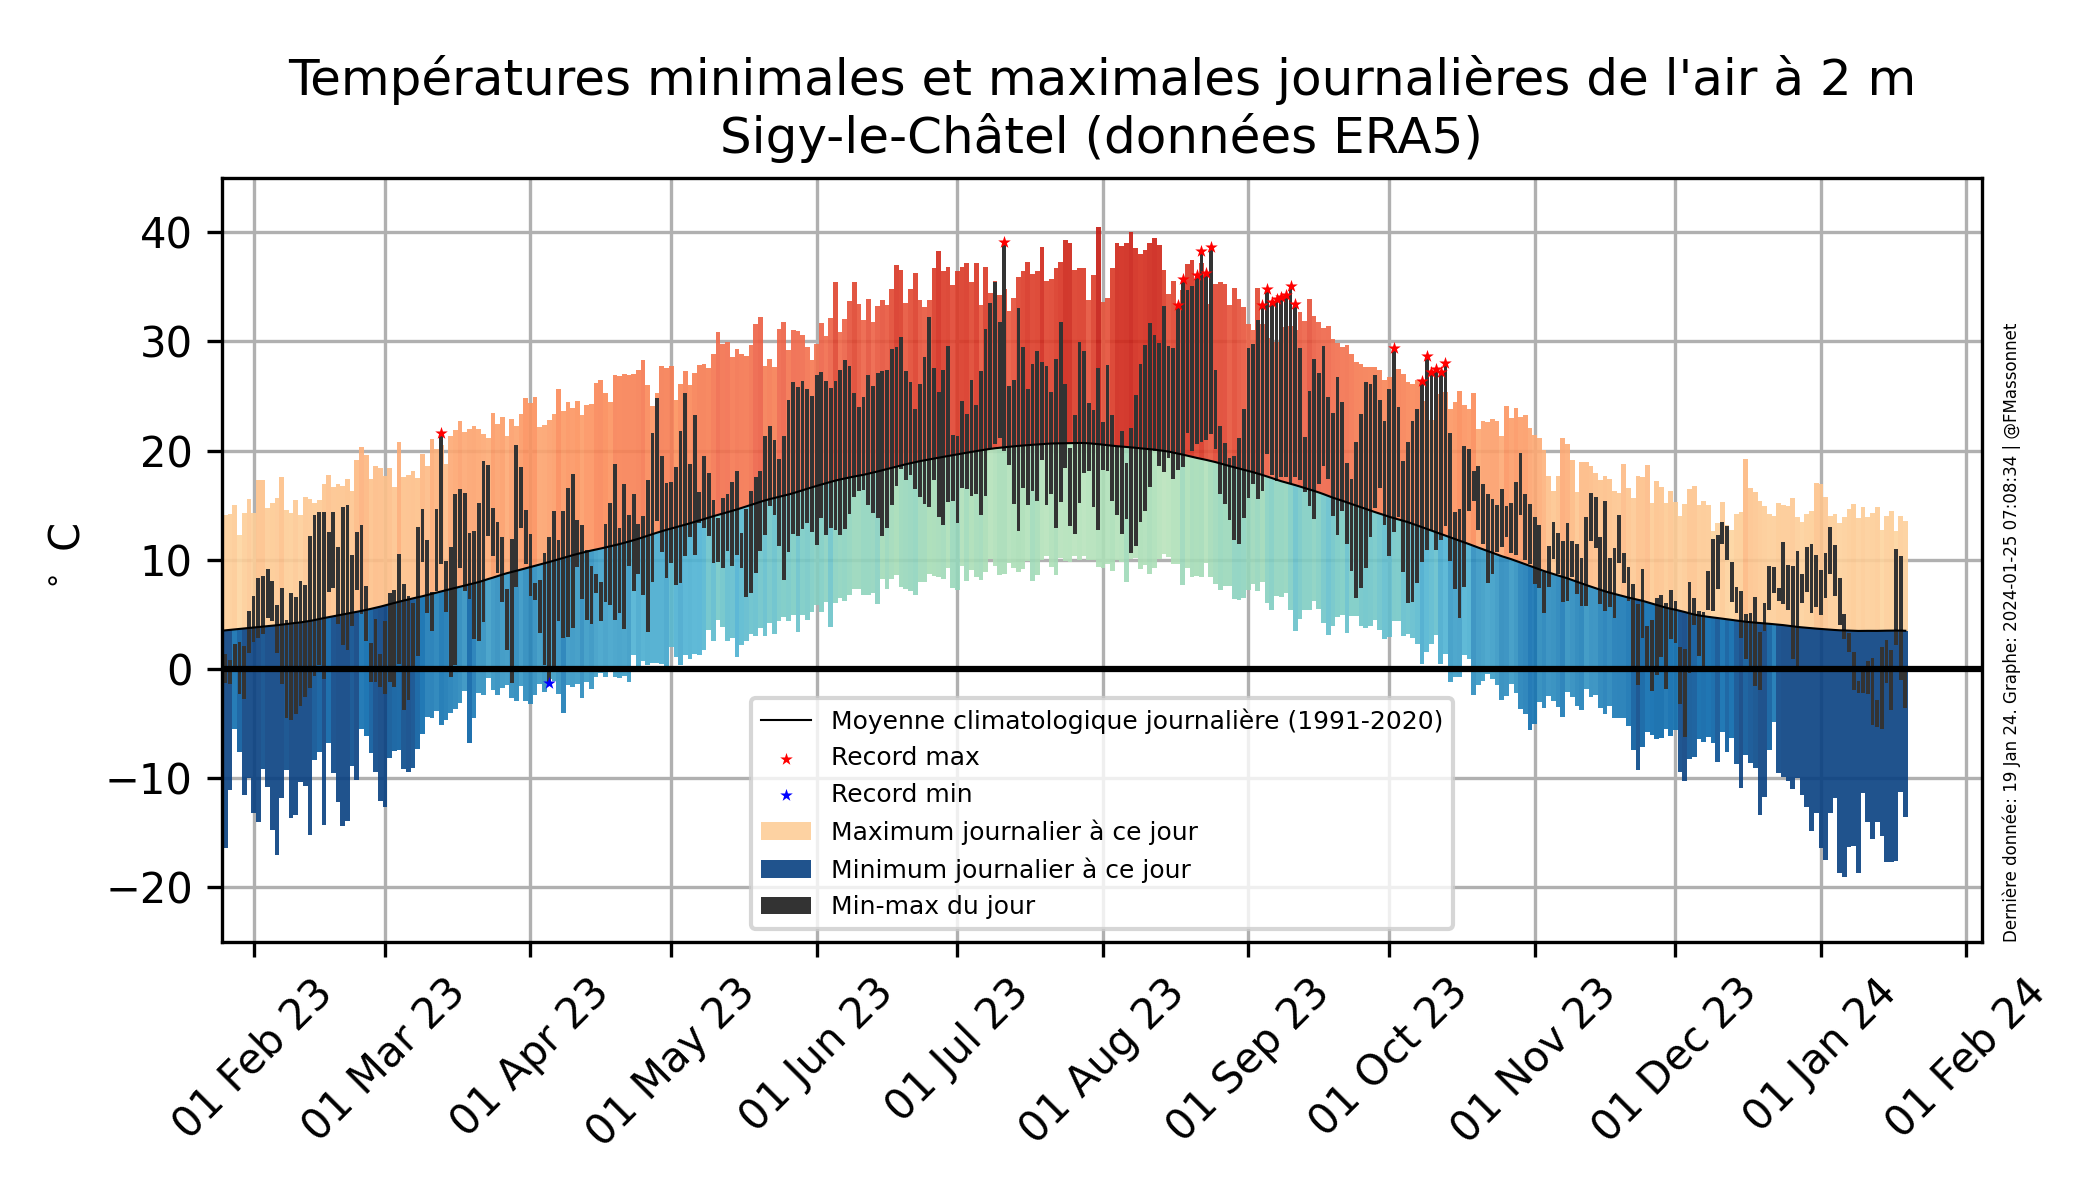 Températures minimales et maximales journalières de l'air à 2 m
Sigy-le-Châtel (données ERA5)
° C
40
30
20
10
0
−10
−20
Moyenne climatologique journalière (1991-2020)
Record max
Record min
Maximum journalier à ce jour
Minimum journalier à ce jour
Min-max du jour
01 Feb 23
01 Mar 23
01 Apr 23
01 May 23
01 Jun 23
01 Jul 23
01 Aug 23
01 Sep 23
01 Oct 23
01 Nov 23
01 Dec 23
01 Jan 24
01 Feb 24
Dernière donnée: 19 Jan 24. Graphe: 2024-01-25 07:08:34 | @FMassonnet